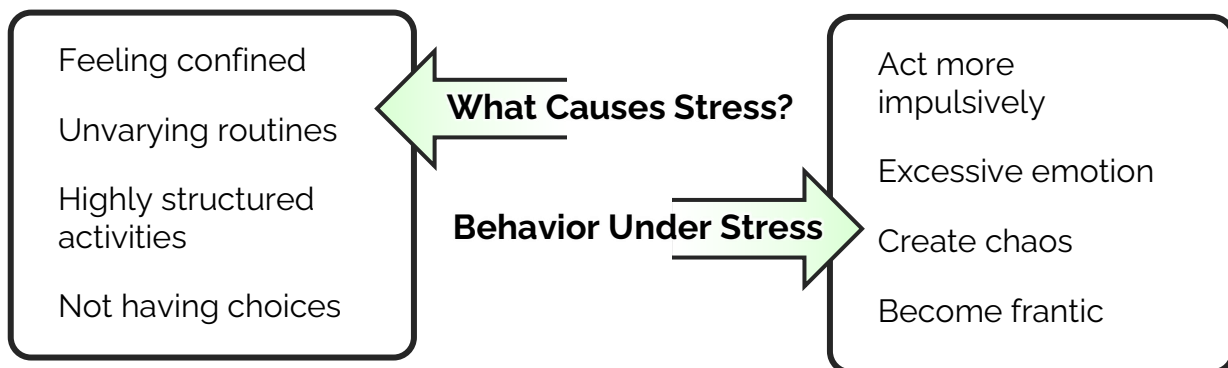 Feeling confined
Unvarying routines
Highly structured
activities
Not having choices
What Causes Stress?
Behavior Under Stress
Act more
impulsively
Excessive emotion
Create chaos
Become frantic